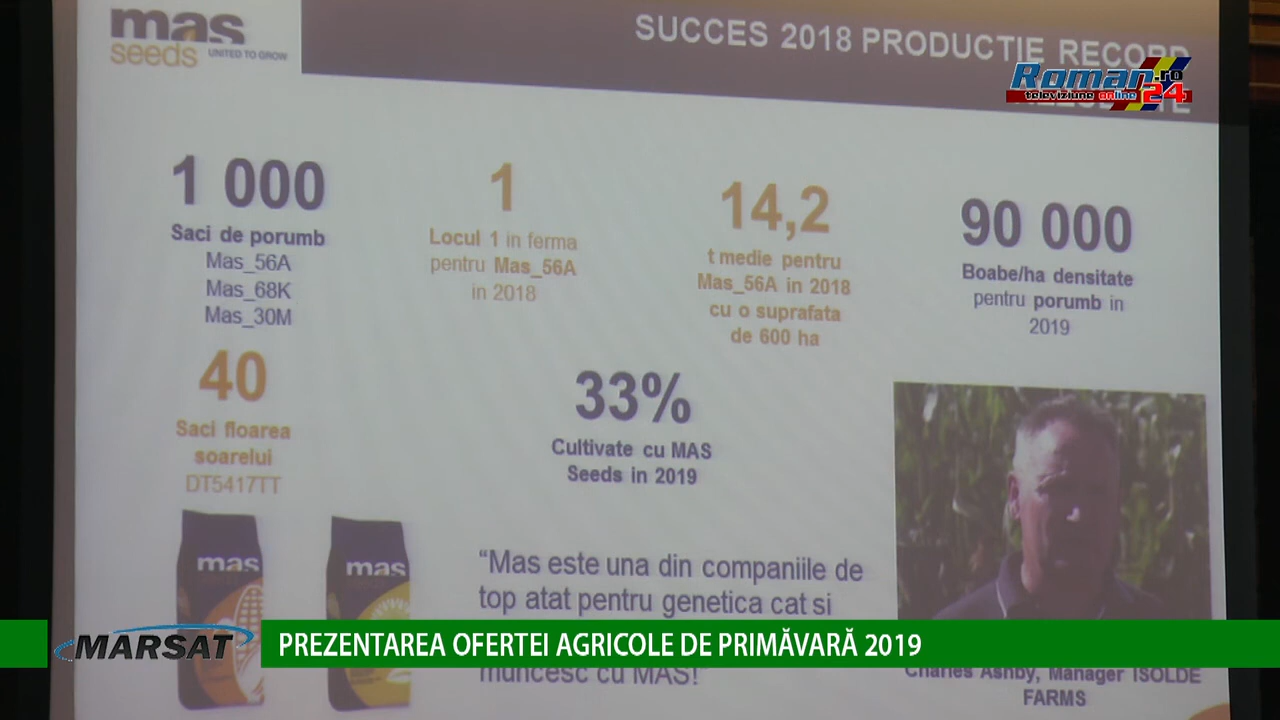 mas
seeds UNITED TO GROW
SUCCES 2018 PRODUCTIE RECORD
Roman.ro
televiziune online 24
1 000
Saci de porumb
Mas_56A
Mas_68K
Mas_30M
1
Locul 1 in ferma
pentru Mas_56A
in 2018
14,2
t medie pentru
Mas_56A in 2018
cu o suprafata
de 600 ha
90 000
Boabe/ha densitate
pentru porumb in
2019
40
Saci floarea
soarelui
DT5417TT
33%
Cultivate cu MAS
Seeds in 2019
mas
mas
“Mas este una din companiile de
top atat pentru genetica cat si
muncesc cu MAS!”
Charles Ashby, Manager ISOLDE
FARMS
MARSAT
PREZENTAREA OFERTEI AGRICOLE DE PRIMĂVARĂ 2019